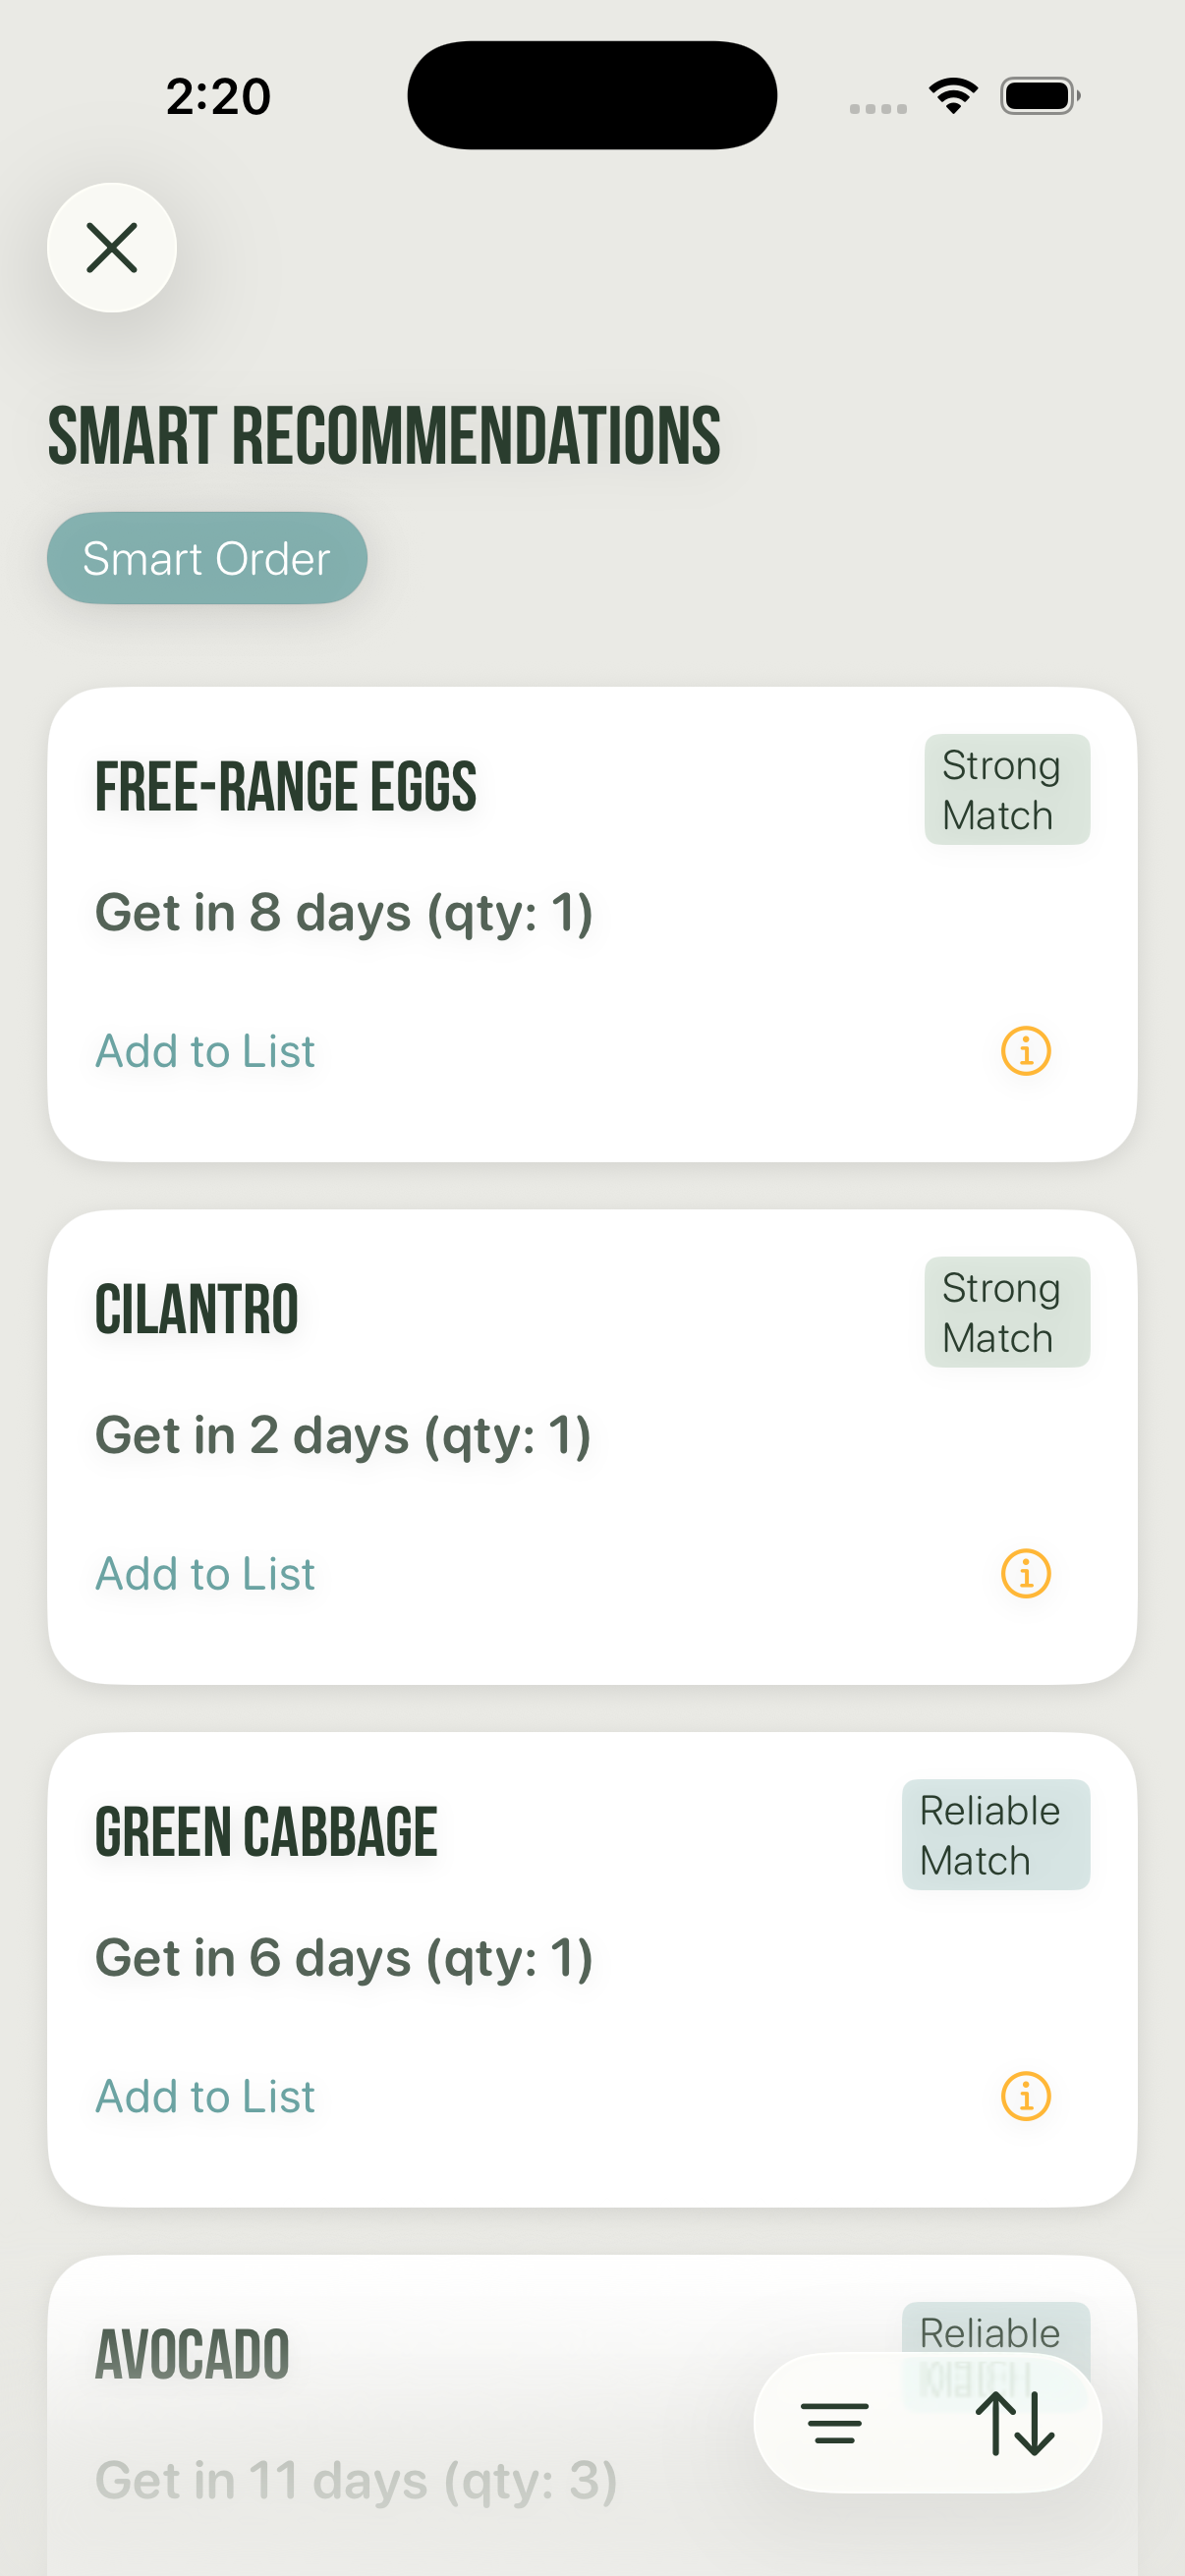 2:20
SMART RECOMMENDATIONS
Smart Order
FREE-RANGE EGGS
Strong
Match
Get in 8 days (qty: 1)
Add to List
CILANTRO
Strong
Match
Get in 2 days (qty: 1)
Add to List
GREEN CABBAGE
Reliable
Match
Get in 6 days (qty: 1)
Add to List
AVOCADO
Reliable
Get in 11 days (qty: 3)